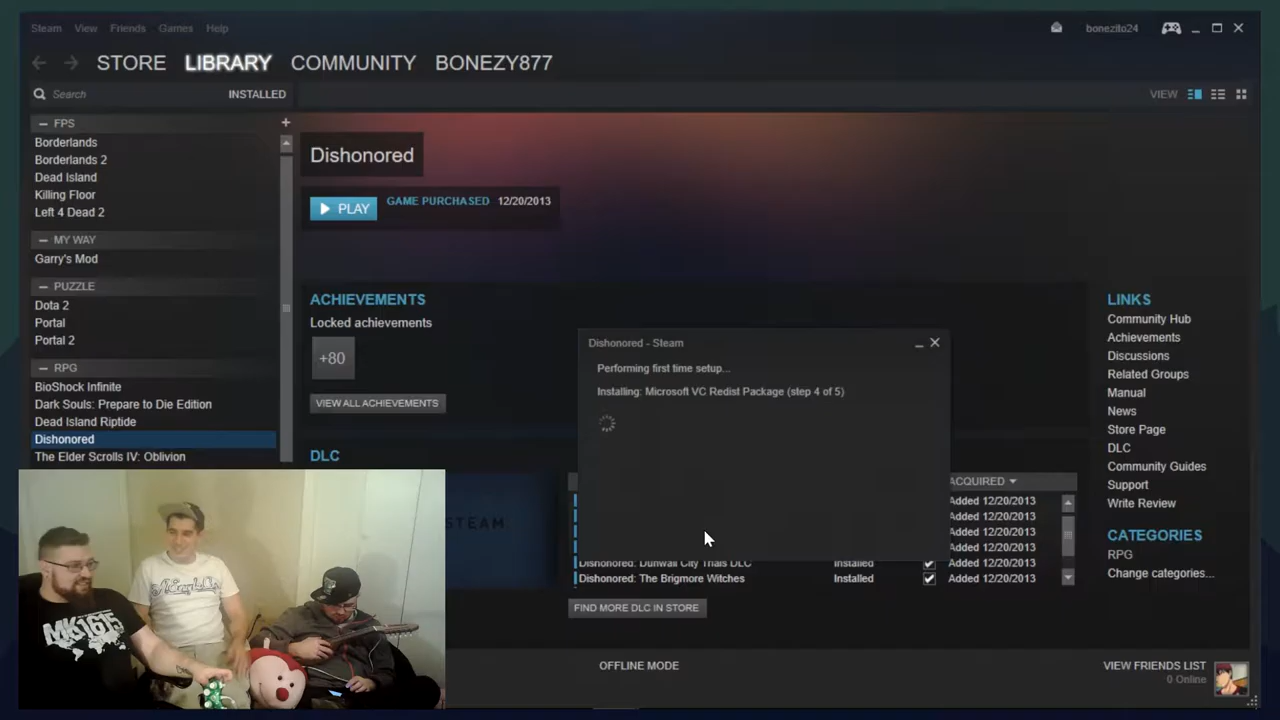 Steam View Friends Games Help
bonezito24
STORE LIBRARY COMMUNITY BONEZY877
Search INSTALLED
VIEW
— FPS +
Borderlands
Borderlands 2
Dead Island
Killing Floor
Left 4 Dead 2
— MY WAY
Garry's Mod
— PUZZLE
Dota 2
Portal
Portal 2
— RPG
BioShock Infinite
Dark Souls: Prepare to Die Edition
Dead Island Riptide
Dishonored
The Elder Scrolls IV: Oblivion
Dishonored
PLAY GAME PURCHASED 12/20/2013
ACHIEVEMENTS
Locked achievements
+80
VIEW ALL ACHIEVEMENTS
DLC
STEAM
Dishonored - Steam
Performing first time setup...
Installing: Microsoft VC Redist Package (step 4 of 5)
ACQUIRED
Added 12/20/2013
Added 12/20/2013
Added 12/20/2013
Added 12/20/2013
Dishonored: Dunwall City Trials DLC Installed Added 12/20/2013
Dishonored: The Brigmore Witches Installed Added 12/20/2013
FIND MORE DLC IN STORE
LINKS
Community Hub
Achievements
Discussions
Related Groups
Manual
News
Store Page
DLC
Community Guides
Support
Write Review
CATEGORIES
RPG
Change categories...
OFFLINE MODE
VIEW FRIENDS LIST
0 Online
MK1615